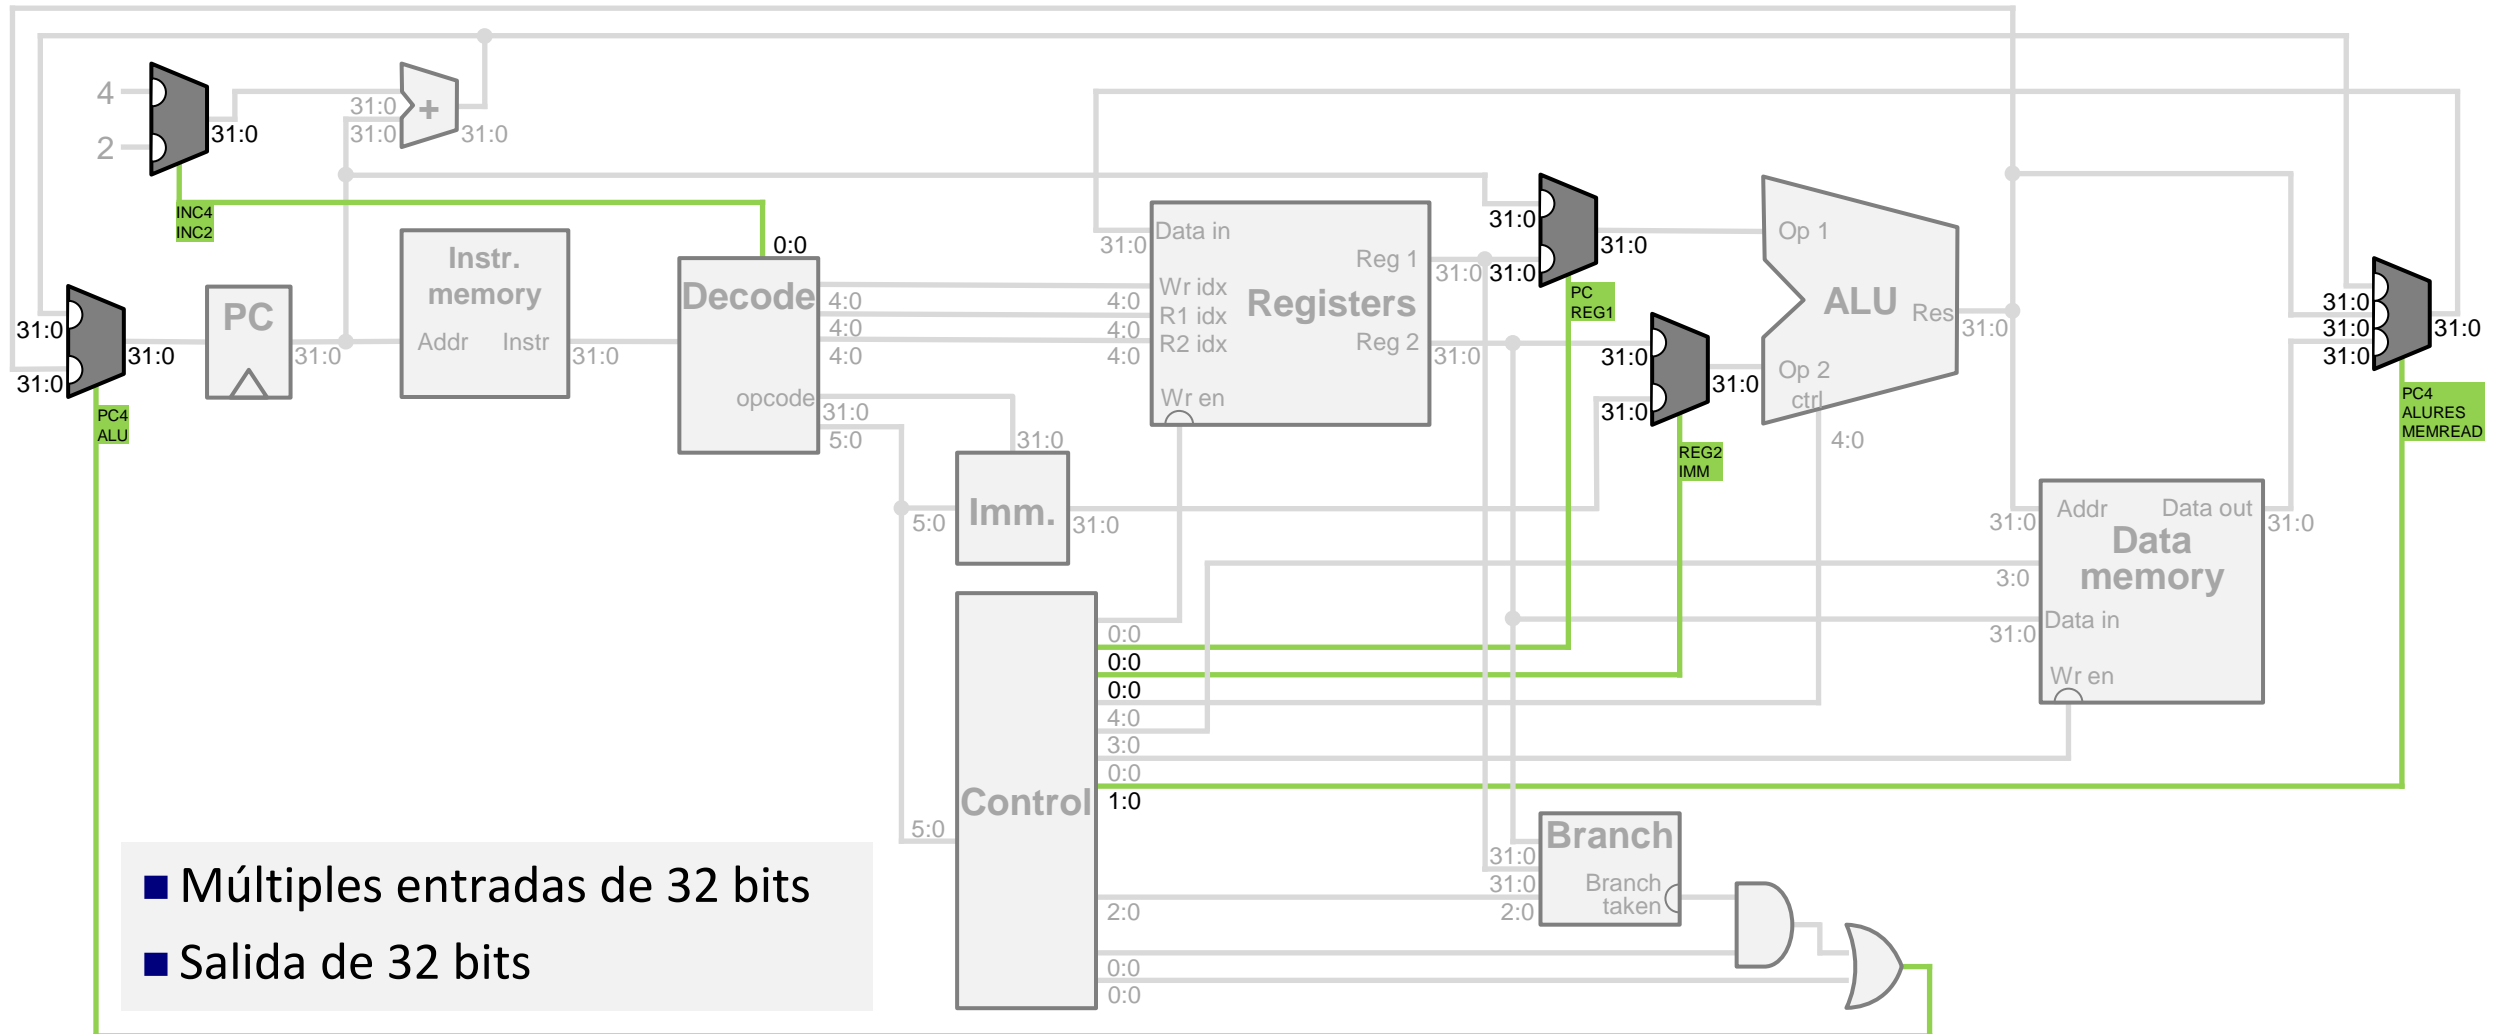 4
2
31:0
31:0
31:0
+
31:0
INC4
INC2
0:0
31:0
31:0
31:0
PC4
ALU
PC
31:0
Instr.
memory
Addr
Instr
31:0
Decode
opcode
4:0
4:0
4:0
31:0
5:0
31:0
5:0
Imm.
31:0
31:0
Data in
4:0
Wr idx
4:0
R1 idx
4:0
R2 idx
Wr en
Registers
Reg 1
Reg 2
31:0
31:0
31:0
31:0
31:0
PC
REG1
31:0
31:0
31:0
REG2
IMM
Op 1
ALU
Res
Op 2
ctrl
4:0
31:0
31:0
31:0
31:0
31:0
PC4
ALURES
MEMREAD
31:0
Addr
Data out
31:0
Data
memory
3:0
31:0
Data in
Wr en
5:0
Control
0:0
0:0
0:0
4:0
3:0
0:0
1:0
2:0
0:0
0:0
31:0
31:0
2:0
Branch
Branch
taken
Múltiples entradas de 32 bits
Salida de 32 bits